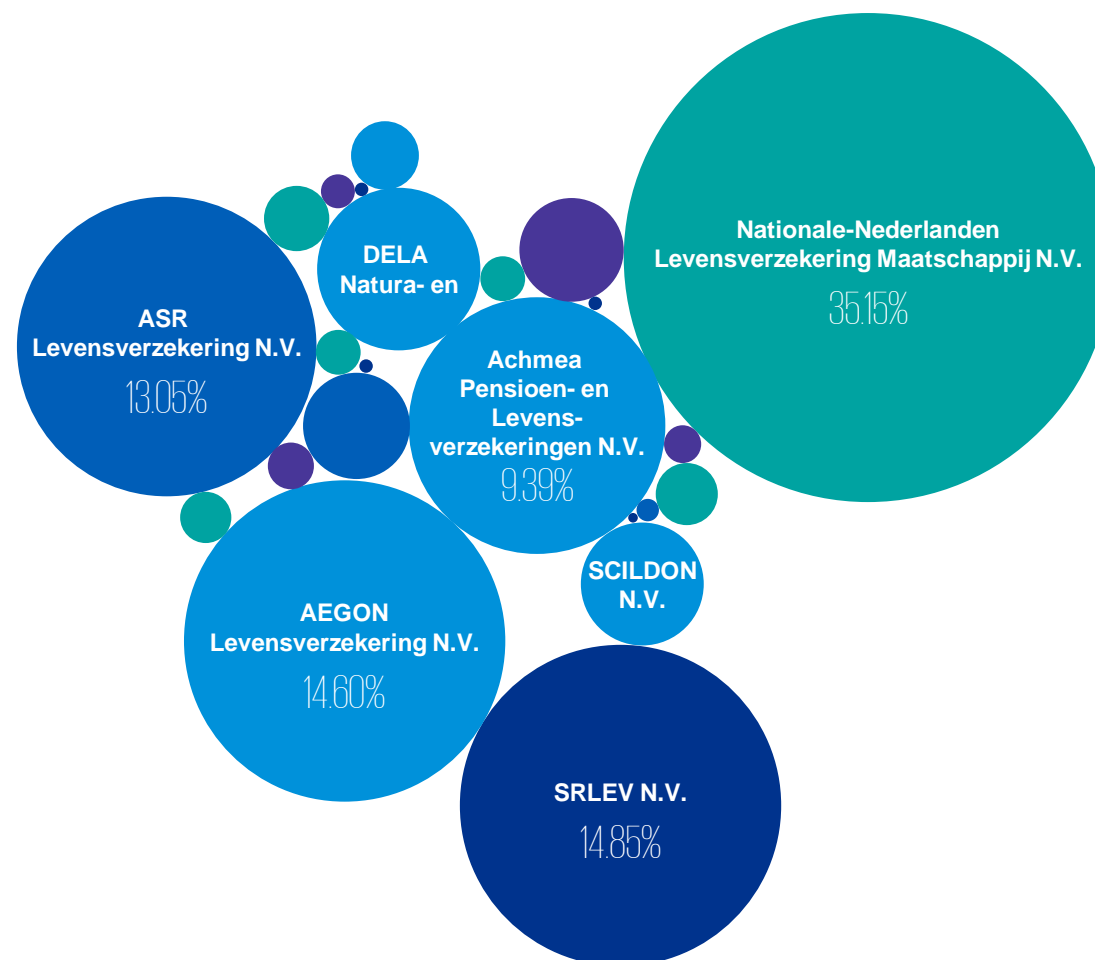 Nationale-Nederlanden
Levensverzekering Maatschappij N.V.
35.15%
DELA
Natura- en
ASR
Levensverzekering N.V.
13.05%
Achmea
Pensioen- en
Levens-
verzekeringen N.V.
9.39%
SCILDON
N.V.
AEGON
Levensverzekering N.V.
14.60%
SRLEV N.V.
14.85%